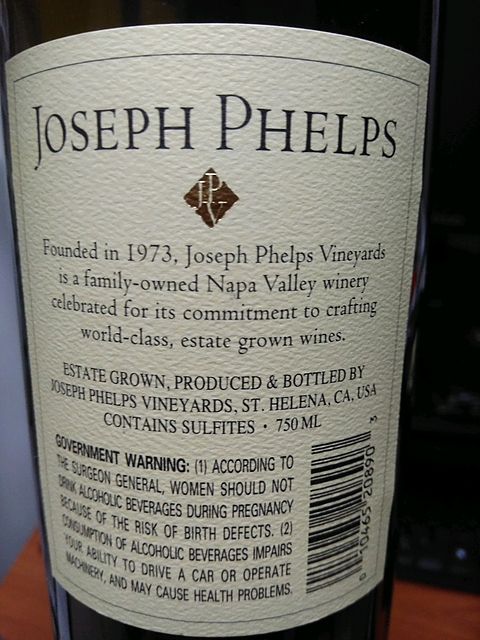 JOSEPH PHELPS
JPV
Founded in 1973, Joseph Phelps Vineyards
is a family-owned Napa Valley winery
celebrated for its commitment to crafting
world-class, estate grown wines.
ESTATE GROWN, PRODUCED & BOTTLED BY
JOSEPH PHELPS VINEYARDS, ST. HELENA, CA, USA
CONTAINS SULFITES • 750 ML
GOVERNMENT WARNING: (1) ACCORDING TO
THE SURGEON GENERAL, WOMEN SHOULD NOT
DRINK ALCOHOLIC BEVERAGES DURING PREGNANCY
BECAUSE OF THE RISK OF BIRTH DEFECTS. (2)
CONSUMPTION OF ALCOHOLIC BEVERAGES IMPAIRS
YOUR ABILITY TO DRIVE A CAR OR OPERATE
MACHINERY, AND MAY CAUSE HEALTH PROBLEMS.
0 10465 20890 3